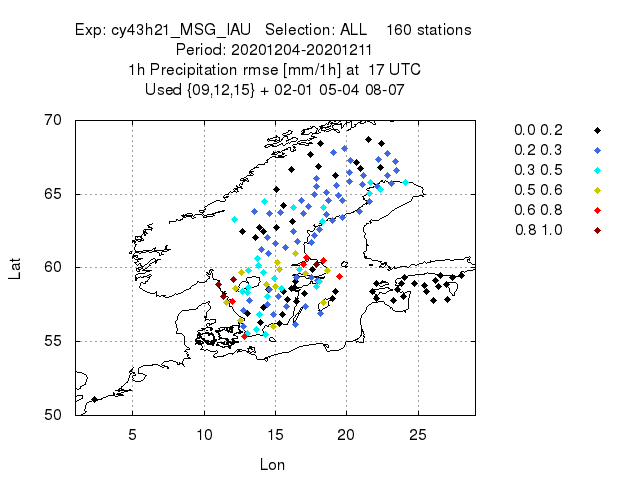 Exp: cy43h21_MSG_IAU Selection: ALL 160 stations
Period: 20201204-20201211
1h Precipitation rmse [mm/1h] at 17 UTC
Used {09,12,15} + 02-01 05-04 08-07
70
65
60
55
50
Lat
5
10
15
20
25
Lon
0.0 0.2
0.2 0.3
0.3 0.5
0.5 0.6
0.6 0.8
0.8 1.0